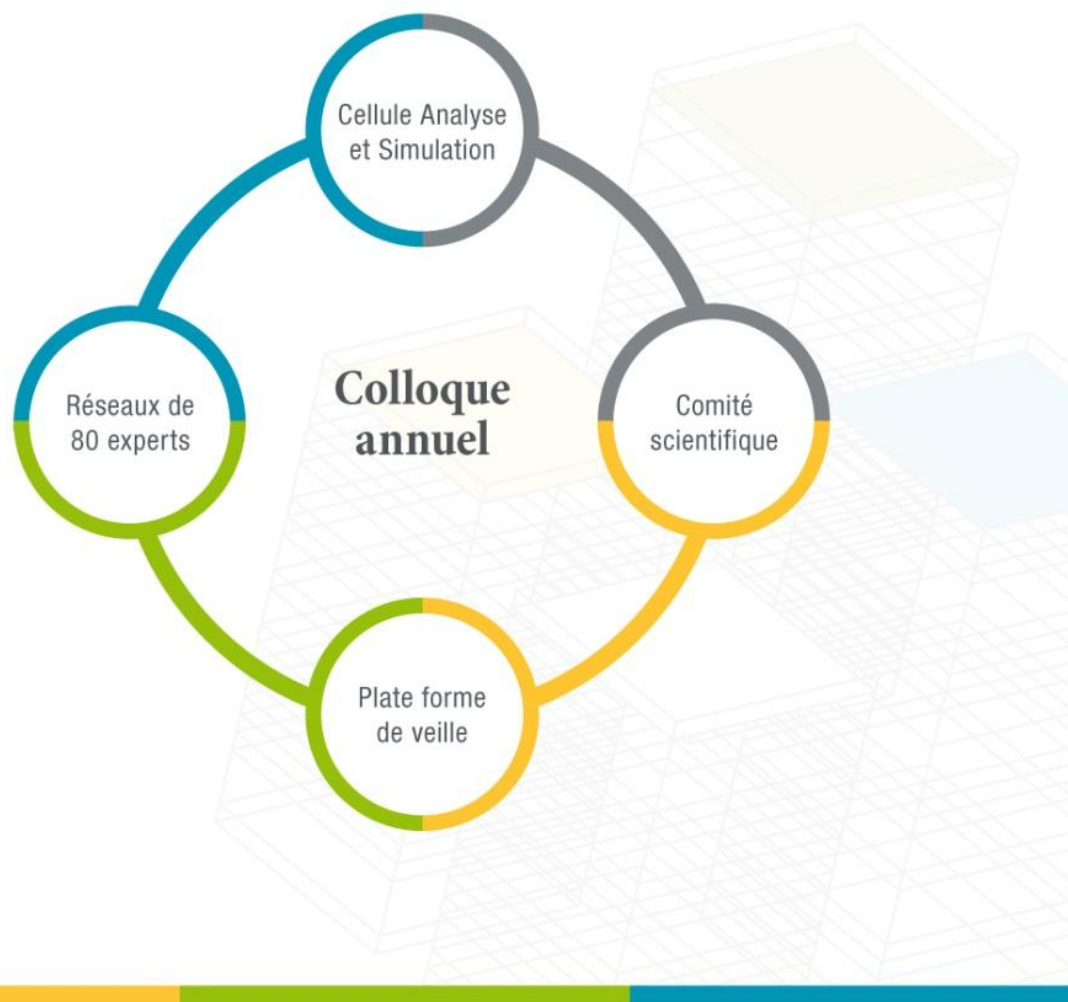 Cellule Analyse
et Simulation
Réseaux de
80 experts
Colloque
annuel
Comité
scientifique
Plate forme
de veille